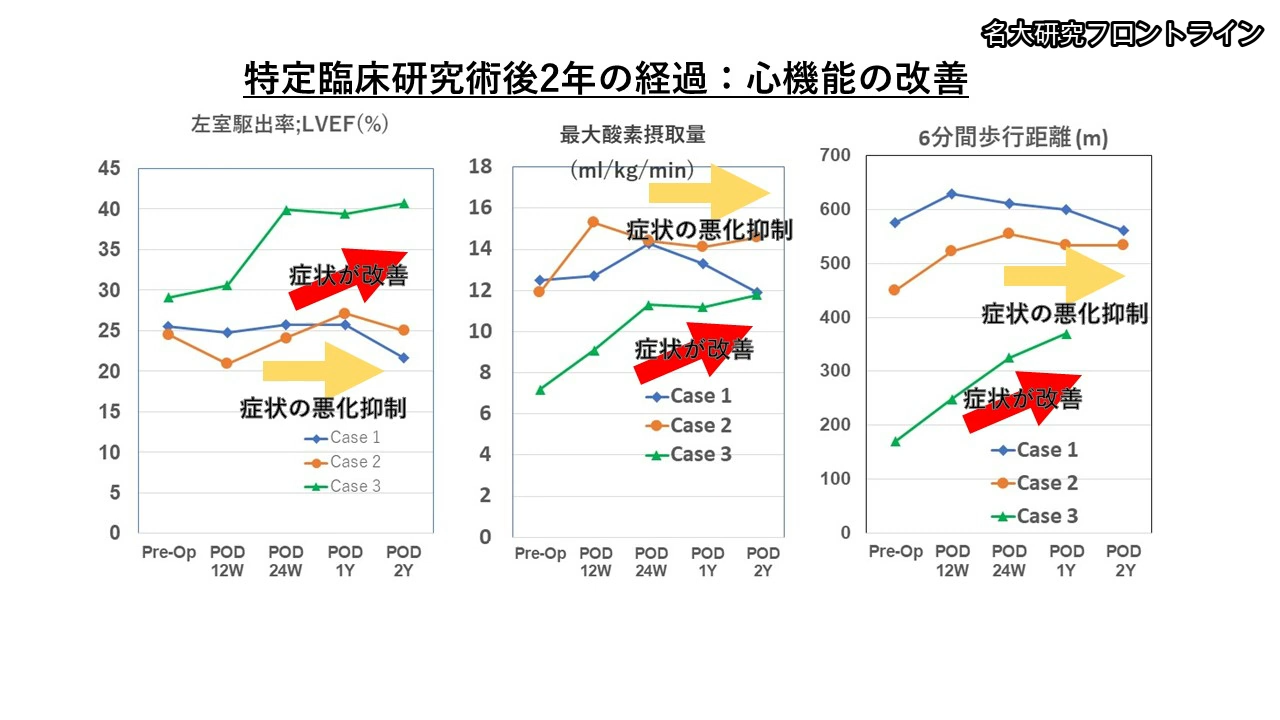 名大研究フロントライン
特定臨床研究術後2年の経過：心機能の改善
左室駆出率;LVEF(%)
45
40
35
30
25
20
15
10
5
0
症状が改善
症状の悪化抑制
Case 1
Case 2
Case 3
Pre-Op
POD 12W
POD 24W
POD 1Y
POD 2Y
最大酸素摂取量
(ml/kg/min)
18
16
14
12
10
8
6
4
2
0
症状の悪化抑制
症状が改善
Case 1
Case 2
Case 3
Pre-Op
POD 12W
POD 24W
POD 1Y
POD 2Y
6分間歩行距離(m)
700
600
500
400
300
200
100
0
症状の悪化抑制
症状が改善
Case 1
Case 2
Case 3
Pre-Op
POD 12W
POD 24W
POD 1Y
POD 2Y